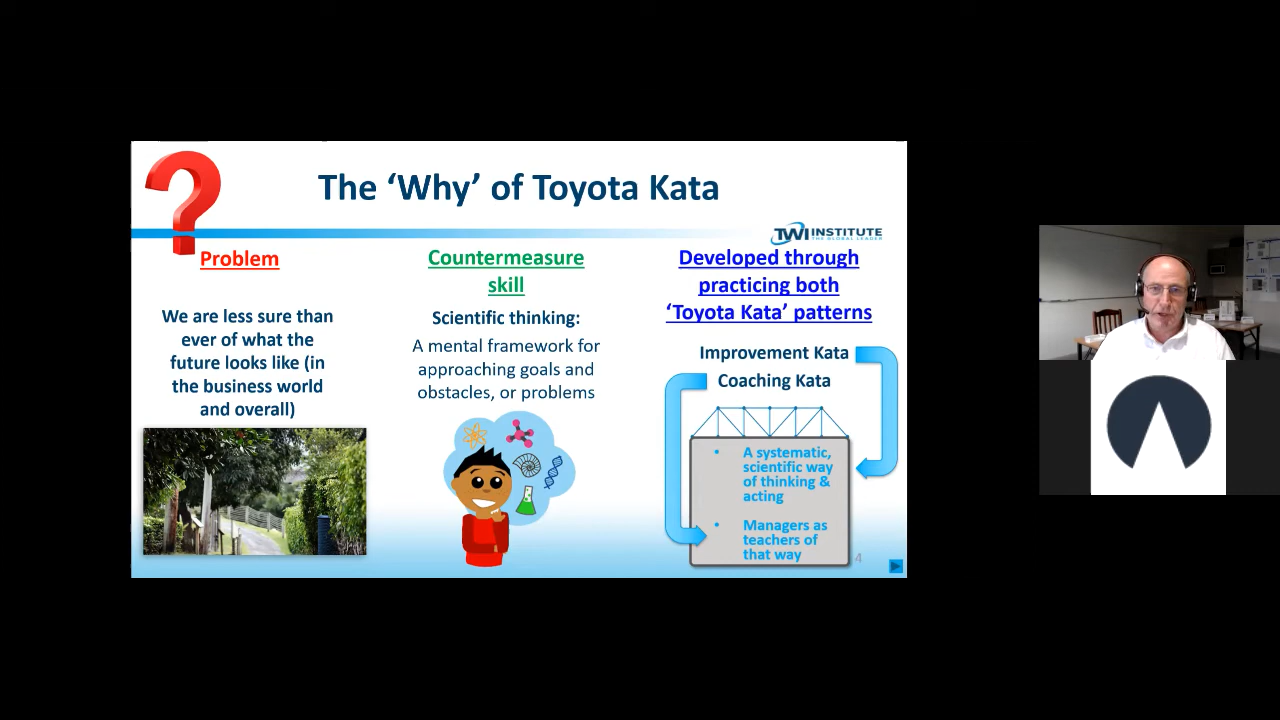 The ‘Why’ of Toyota Kata
TWI INSTITUTE
THE GLOBAL LEADER
Problem
We are less sure than
ever of what the
future looks like (in
the business world
and overall)
Countermeasure
skill
Scientific thinking:
A mental framework for
approaching goals and
obstacles, or problems
Developed through
practicing both
‘Toyota Kata’ patterns
Improvement Kata
Coaching Kata
• A systematic,
scientific way
of thinking &
acting
• Managers as
teachers of
that way
4